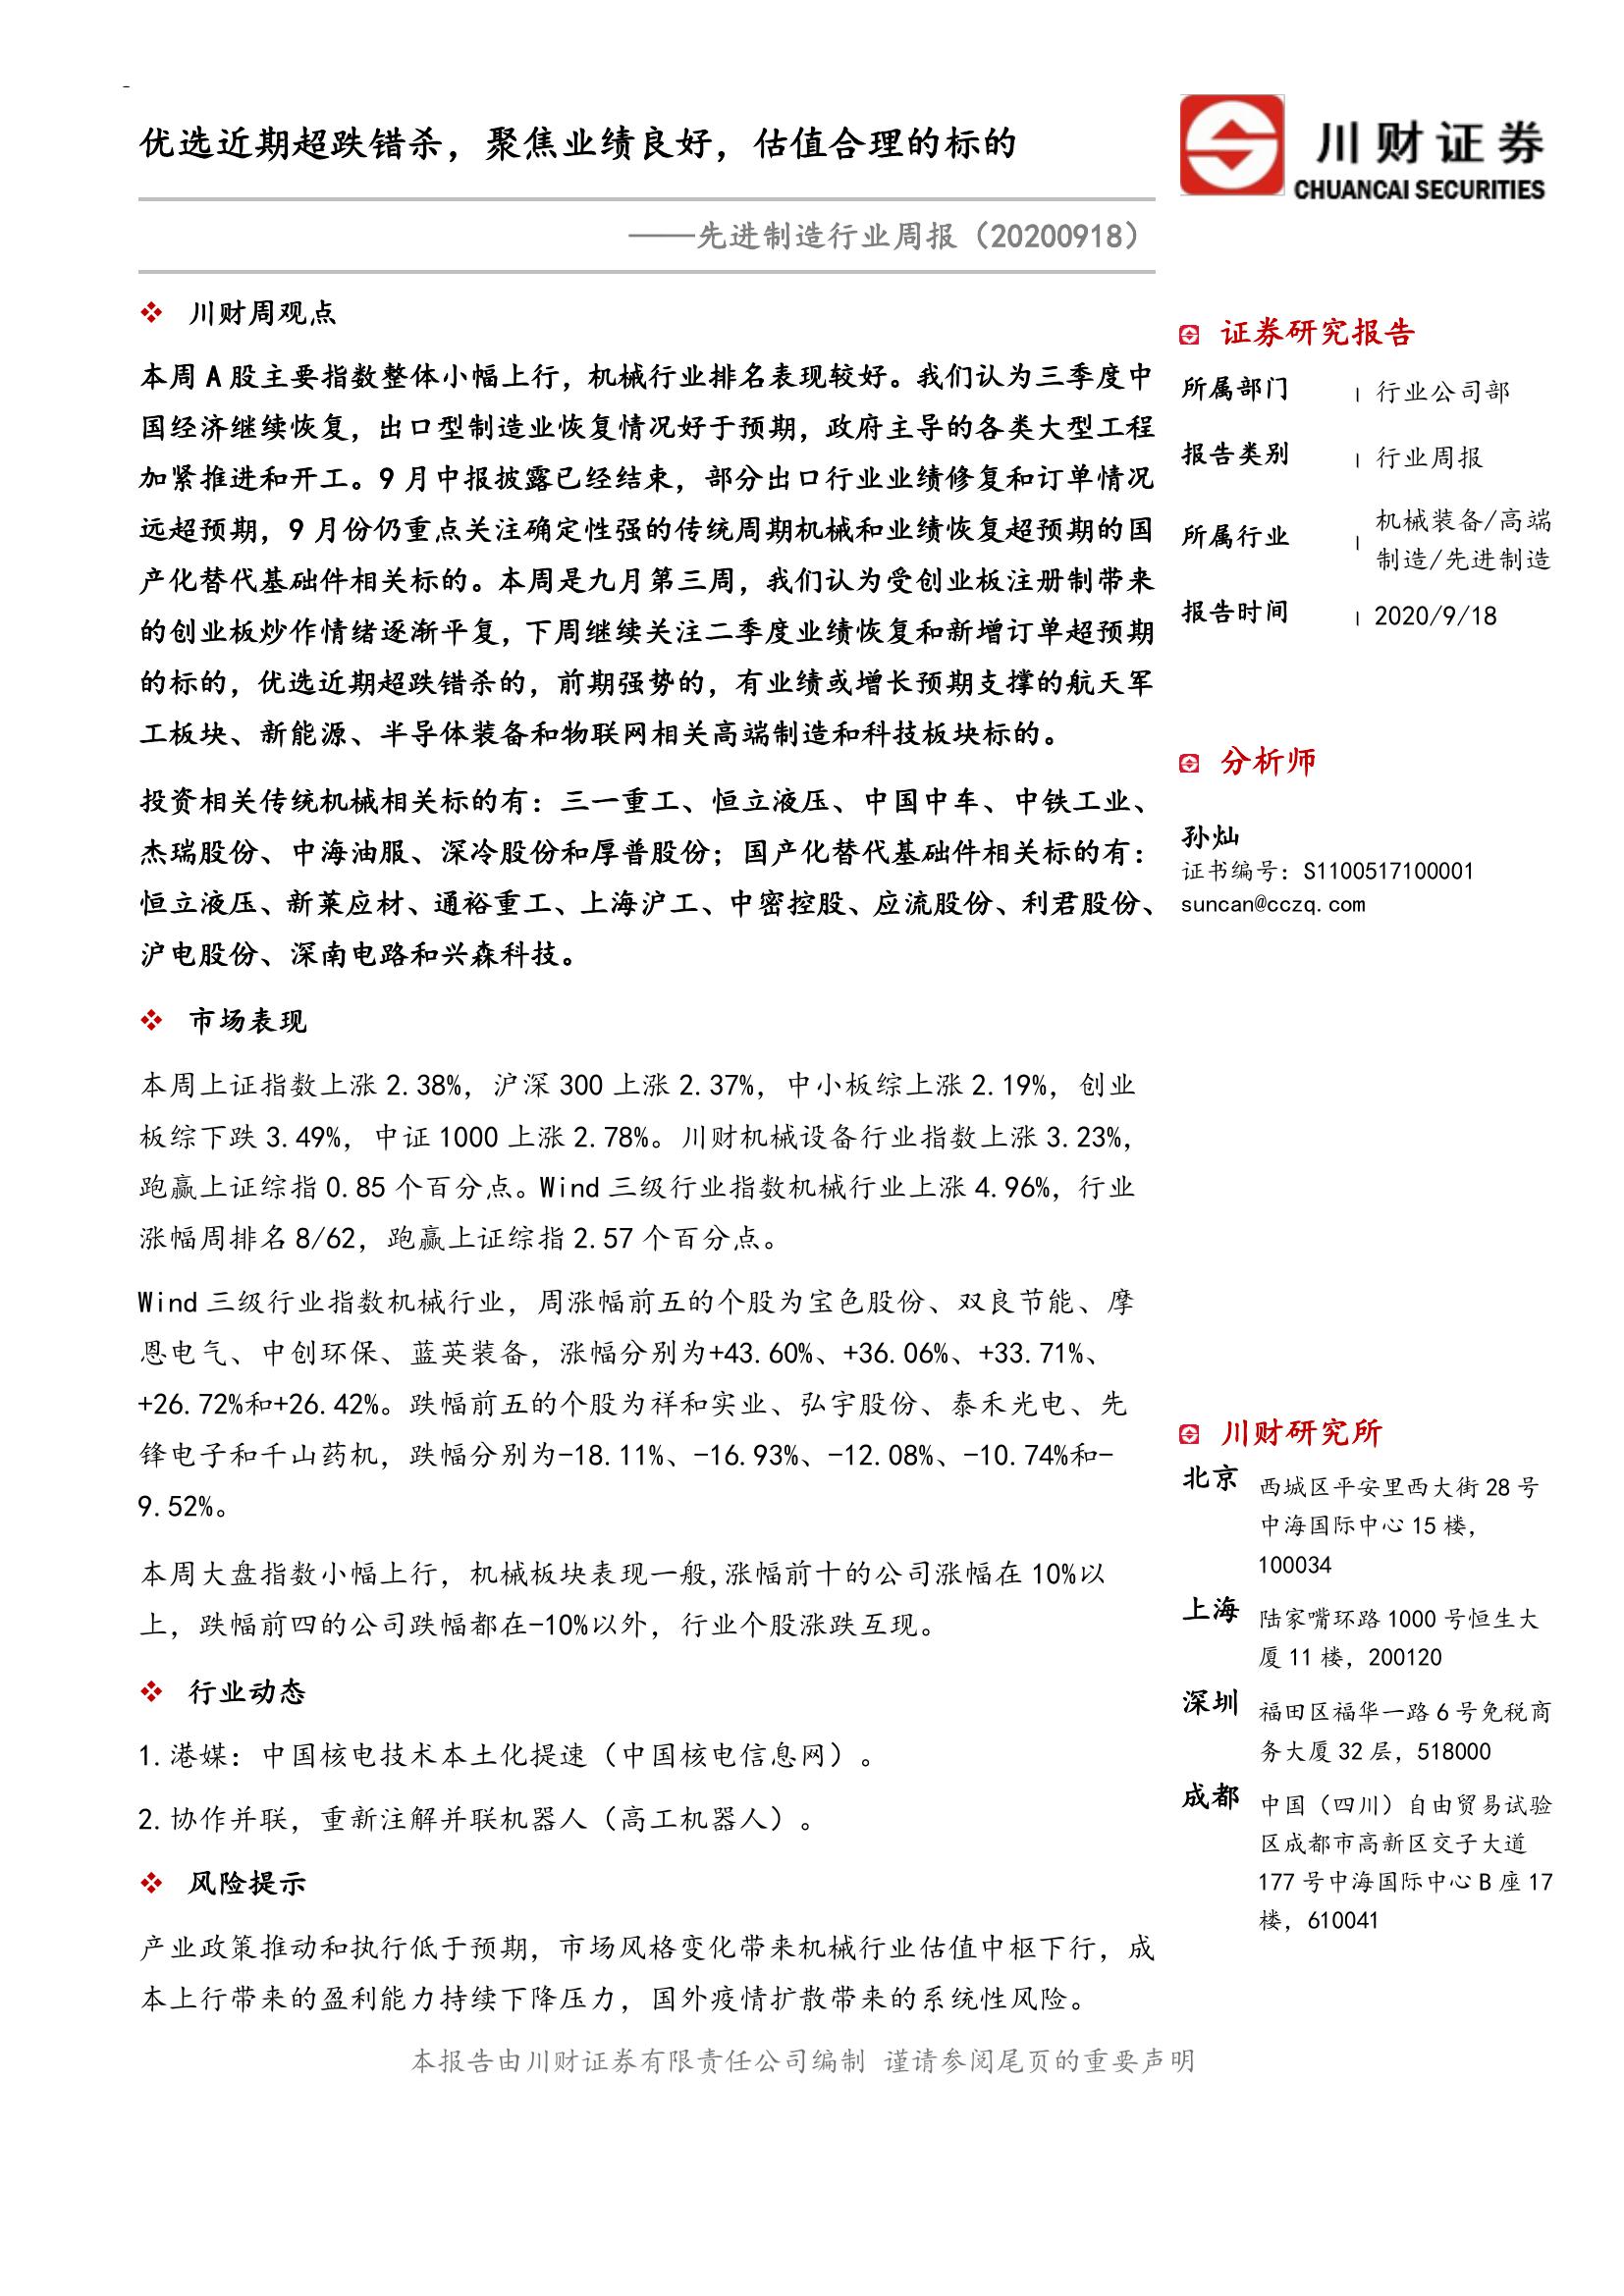 -
优选近期超跌错杀，聚焦业绩良好，估值合理的标的
——先进制造行业周报（20200918）
❖ 川财周观点
本周 A 股主要指数整体小幅上行，机械行业排名表现较好。我们认为三季度中
国经济继续恢复，出口型制造业恢复情况好于预期，政府主导的各类大型工程
加紧推进和开工。9 月中报披露已经结束，部分出口行业业绩修复和订单情况
远超预期，9 月份仍重点关注确定性强的传统周期机械和业绩恢复超预期的国
产化替代基础件相关标的。本周是九月第三周，我们认为受创业板注册制带来
的创业板炒作情绪逐渐平复，下周继续关注二季度业绩恢复和新增订单超预期
的标的，优选近期超跌错杀的，前期强势的，有业绩或增长预期支撑的航天军
工板块、新能源、半导体装备和物联网相关高端制造和科技板块标的。
投资相关传统机械相关标的有：三一重工、恒立液压、中国中车、中铁工业、
杰瑞股份、中海油服、深冷股份和厚普股份；国产化替代基础件相关标的有：
恒立液压、新莱应材、通裕重工、上海沪工、中密控股、应流股份、利君股份、
沪电股份、深南电路和兴森科技。
❖ 市场表现
本周上证指数上涨 2.38%，沪深 300 上涨 2.37%，中小板综上涨 2.19%，创业
板综下跌 3.49%，中证 1000 上涨 2.78%。川财机械设备行业指数上涨 3.23%，
跑赢上证综指 0.85 个百分点。Wind 三级行业指数机械行业上涨 4.96%，行业
涨幅周排名 8/62，跑赢上证综指 2.57 个百分点。
Wind 三级行业指数机械行业，周涨幅前五的个股为宝色股份、双良节能、摩
恩电气、中创环保、蓝英装备，涨幅分别为+43.60%、+36.06%、+33.71%、
+26.72%和+26.42%。跌幅前五的个股为祥和实业、弘宇股份、泰禾光电、先
锋电子和千山药机，跌幅分别为-18.11%、-16.93%、-12.08%、-10.74%和-
9.52%。
本周大盘指数小幅上行，机械板块表现一般,涨幅前十的公司涨幅在 10%以
上，跌幅前四的公司跌幅都在-10%以外，行业个股涨跌互现。
❖ 行业动态
1.港媒：中国核电技术本土化提速（中国核电信息网）。
2.协作并联，重新注解并联机器人（高工机器人）。
❖ 风险提示
产业政策推动和执行低于预期，市场风格变化带来机械行业估值中枢下行，成
本上行带来的盈利能力持续下降压力，国外疫情扩散带来的系统性风险。
川财证券
CHUANCAI SECURITIES
证券研究报告
所属部门 | 行业公司部
报告类别 | 行业周报
所属行业 | 机械装备/高端
制造/先进制造
报告时间 | 2020/9/18
分析师
孙灿
证书编号：S1100517100001
suncan@cczq.com
川财研究所
北京 西城区平安里西大街 28 号
中海国际中心 15 楼，
100034
上海 陆家嘴环路 1000 号恒生大
厦 11 楼，200120
深圳 福田区福华一路 6 号免税商
务大厦 32 层，518000
成都 中国（四川）自由贸易试验
区成都市高新区交子大道
177 号中海国际中心 B 座 17
楼，610041
本报告由川财证券有限责任公司编制 谨请参阅尾页的重要声明